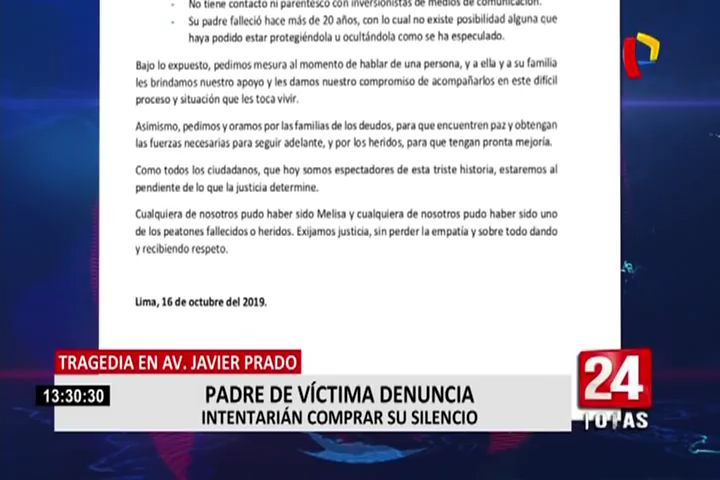 - No tiene contacto ni parentesco con inversionistas de medios de comunicación.
- Su padre falleció hace más de 20 años, con lo cual no existe posibilidad alguna que
haya podido estar protegiéndola u ocultándola como se ha especulado.
Bajo lo expuesto, pedimos mesura al momento de hablar de una persona, y a ella y a su familia
les brindamos nuestro apoyo y les damos nuestro compromiso de acompañarlos en este difícil
proceso y situación que les toca vivir.
Asimismo, pedimos y oramos por las familias de los deudos, para que encuentren paz y obtengan
las fuerzas necesarias para seguir adelante, y por los heridos, para que tengan pronta mejoría.
Como todos los ciudadanos, que hoy somos espectadores de esta triste historia, estaremos al
pendiente de lo que la justicia determine.
Cualquiera de nosotros pudo haber sido Melisa y cualquiera de nosotros pudo haber sido uno
de los peatones fallecidos o heridos. Exijamos justicia, sin perder la empatía y sobre todo dando
y recibiendo respeto.
Lima, 16 de octubre del 2019.
TRAGEDIA EN AV. JAVIER PRADO
13:30:30
PADRE DE VÍCTIMA DENUNCIA
INTENTARIÁN COMPRAR SU SILENCIO
24